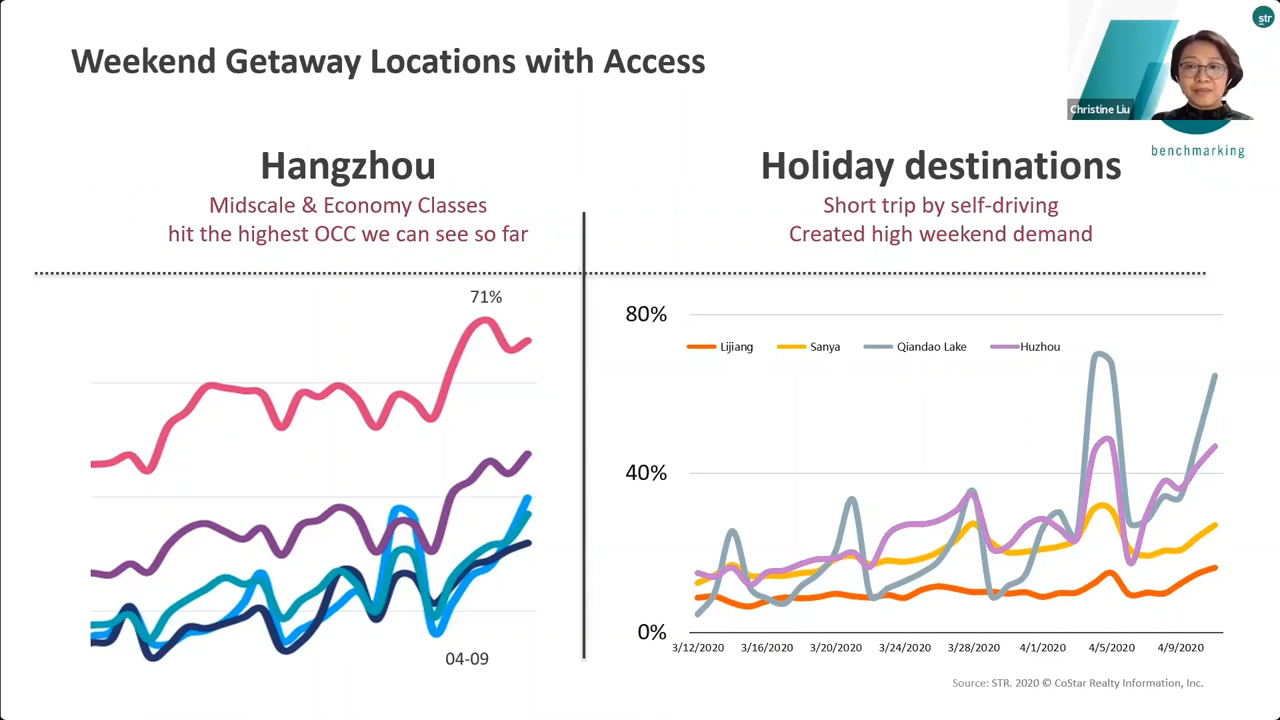 Weekend Getaway Locations with Access
str
Christine Liu
benchmarking
Hangzhou
Midscale & Economy Classes
hit the highest OCC we can see so far
71%
04-09
Holiday destinations
Short trip by self-driving
Created high weekend demand
80%
Lijiang Sanya Qiandao Lake Huzhou
40%
0%
3/12/2020 3/16/2020 3/20/2020 3/24/2020 3/28/2020 4/1/2020 4/5/2020 4/9/2020
Source: STR. 2020 © CoStar Realty Information, Inc.